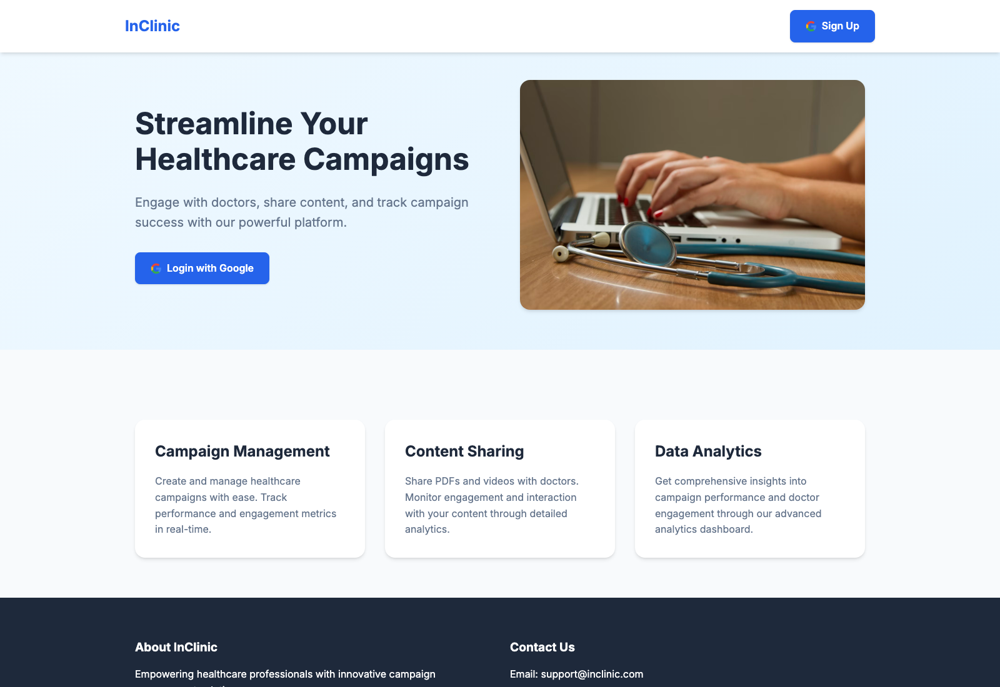 InClinic
Sign Up
Streamline Your
Healthcare Campaigns
Engage with doctors, share content, and track campaign
success with our powerful platform.
Login with Google
Campaign Management
Create and manage healthcare
campaigns with ease. Track
performance and engagement metrics
in real-time.
Content Sharing
Share PDFs and videos with doctors.
Monitor engagement and interaction
with your content through detailed
analytics.
Data Analytics
Get comprehensive insights into
campaign performance and doctor
engagement through our advanced
analytics dashboard.
About InClinic
Empowering healthcare professionals with innovative campaign
Contact Us
Email: support@inclinic.com